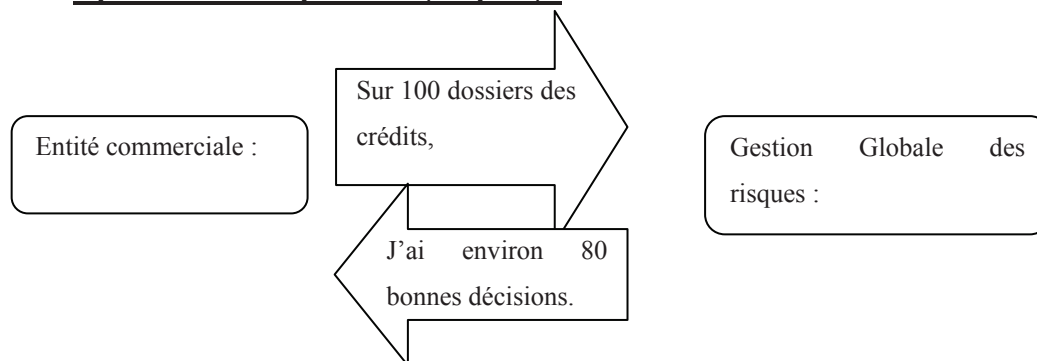 Sur 100 dossiers des
crédits,
Entité commerciale :
Gestion Globale des
risques :
J'ai environ 80
bonnes décisions.